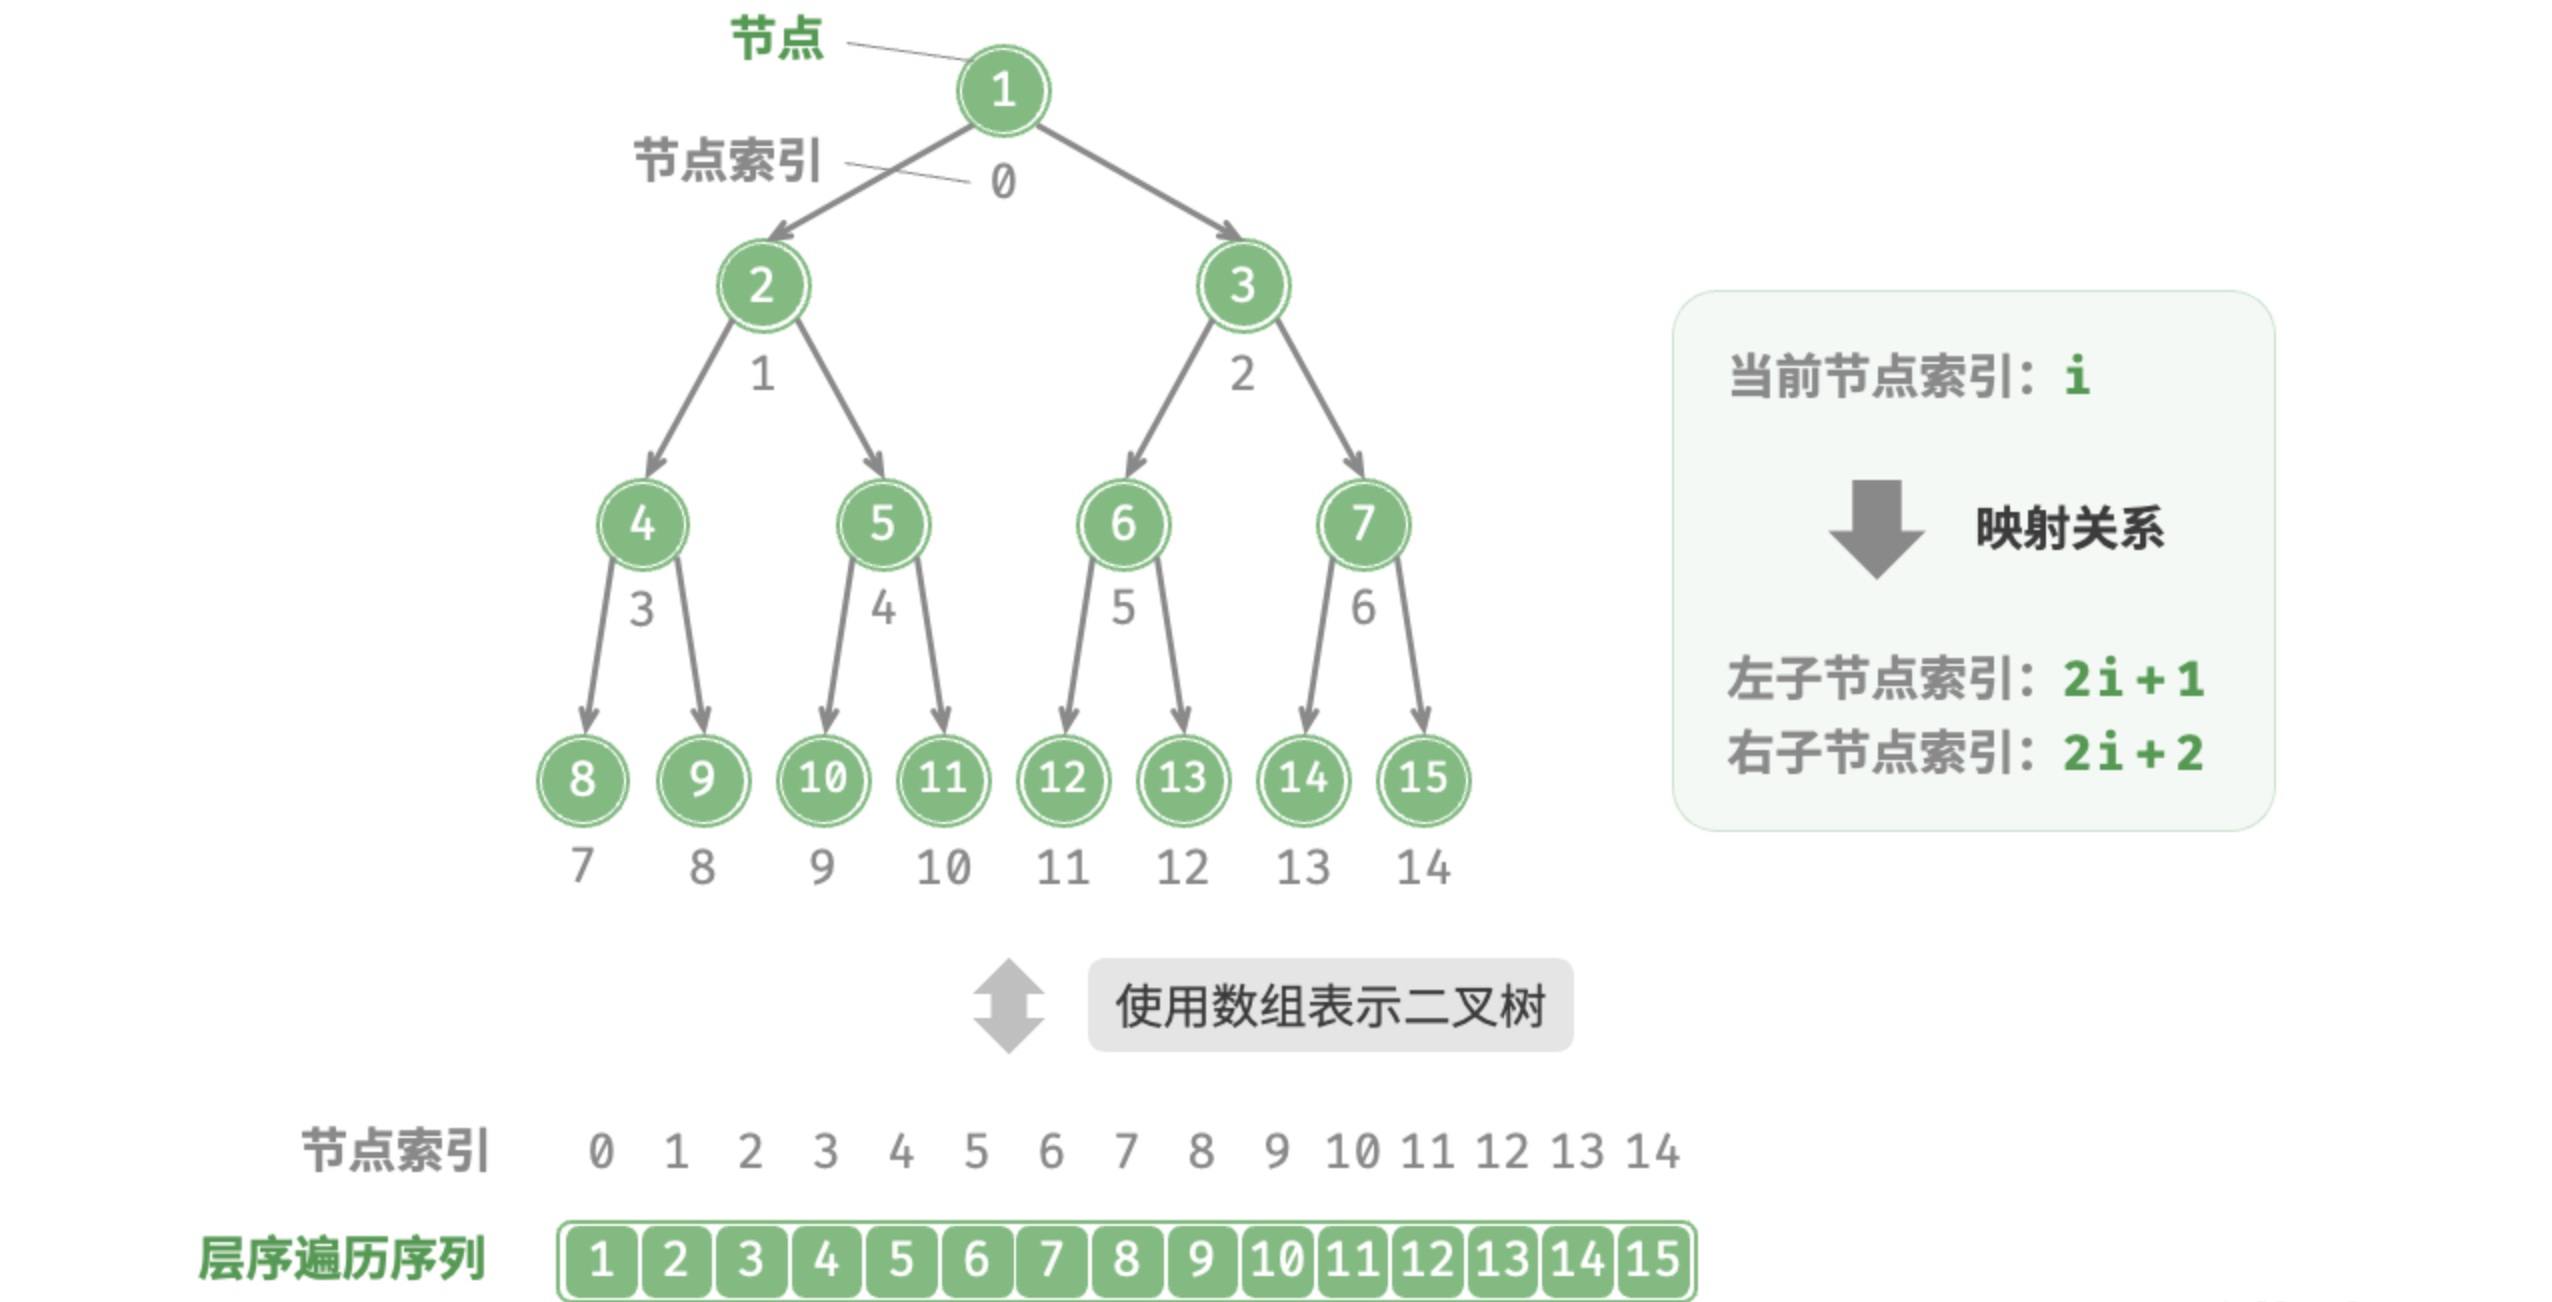 节点
1
节点索引
0
2
3
1
2
当前节点索引：i
4
5
6
7
映射关系
3
4
5
6
左子节点索引：2i+1
右子节点索引：2i+2
8 9 10 11 12 13 14 15
7 8 9 10 11 12 13 14
使用数组表示二叉树
节点索引 0 1 2 3 4 5 6 7 8 9 10 11 12 13 14
层序遍历序列 1 2 3 4 5 6 7 8 9 10 11 12 13 14 15